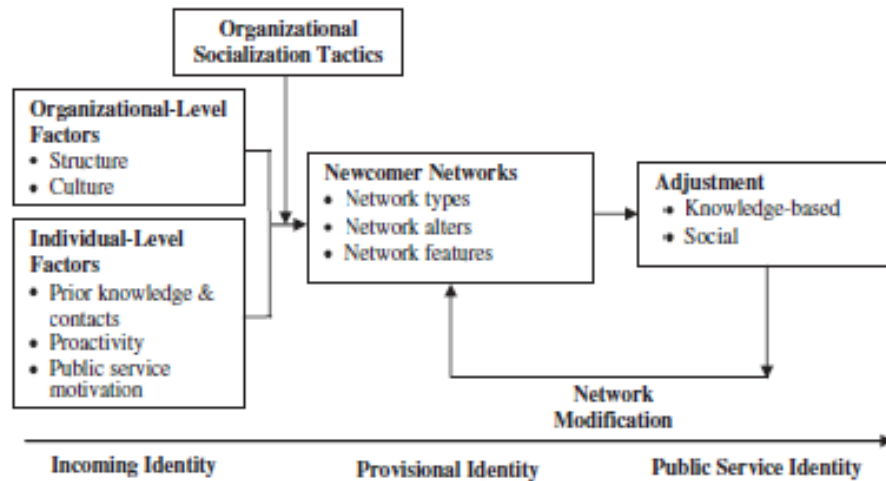 Organizational
Socialization Tactics
Organizational-Level
Factors
• Structure
• Culture
Individual-Level
Factors
• Prior knowledge &
contacts
• Proactivity
• Public service
motivation
Newcomer Networks
• Network types
• Network alters
• Network features
Adjustment
• Knowledge-based
• Social
Network
Modification
Incoming Identity
Provisional Identity
Public Service Identity